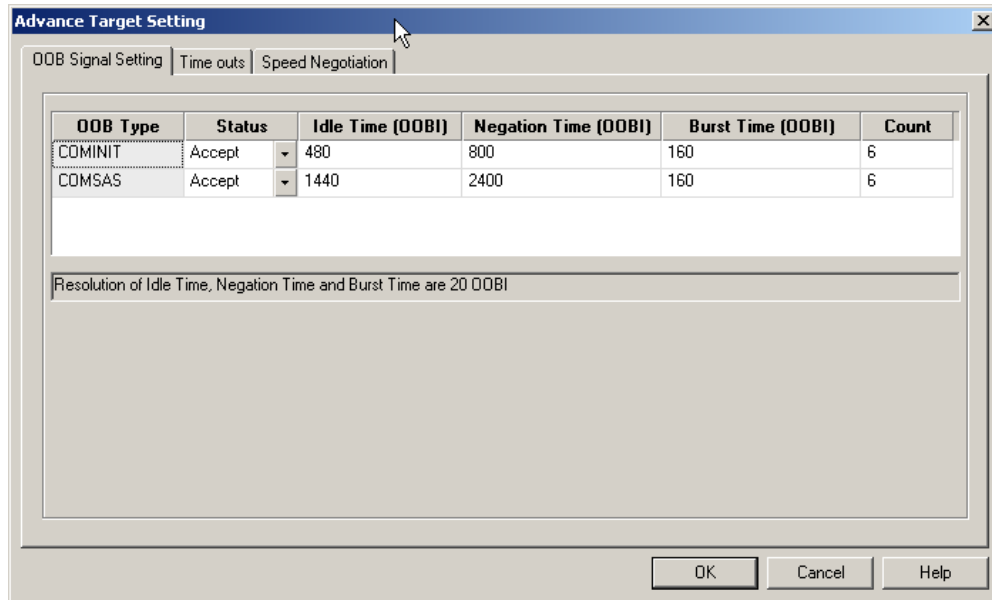 Advance Target Setting
OOB Signal Setting Time outs Speed Negotiation
OOB Type Status Idle Time (OOBI) Negation Time (OOBI) Burst Time (OOBI) Count
COMINIT Accept 480 800 160 6
COMSAS Accept 1440 2400 160 6
Resolution of Idle Time, Negation Time and Burst Time are 20 OOBI
OK Cancel Help